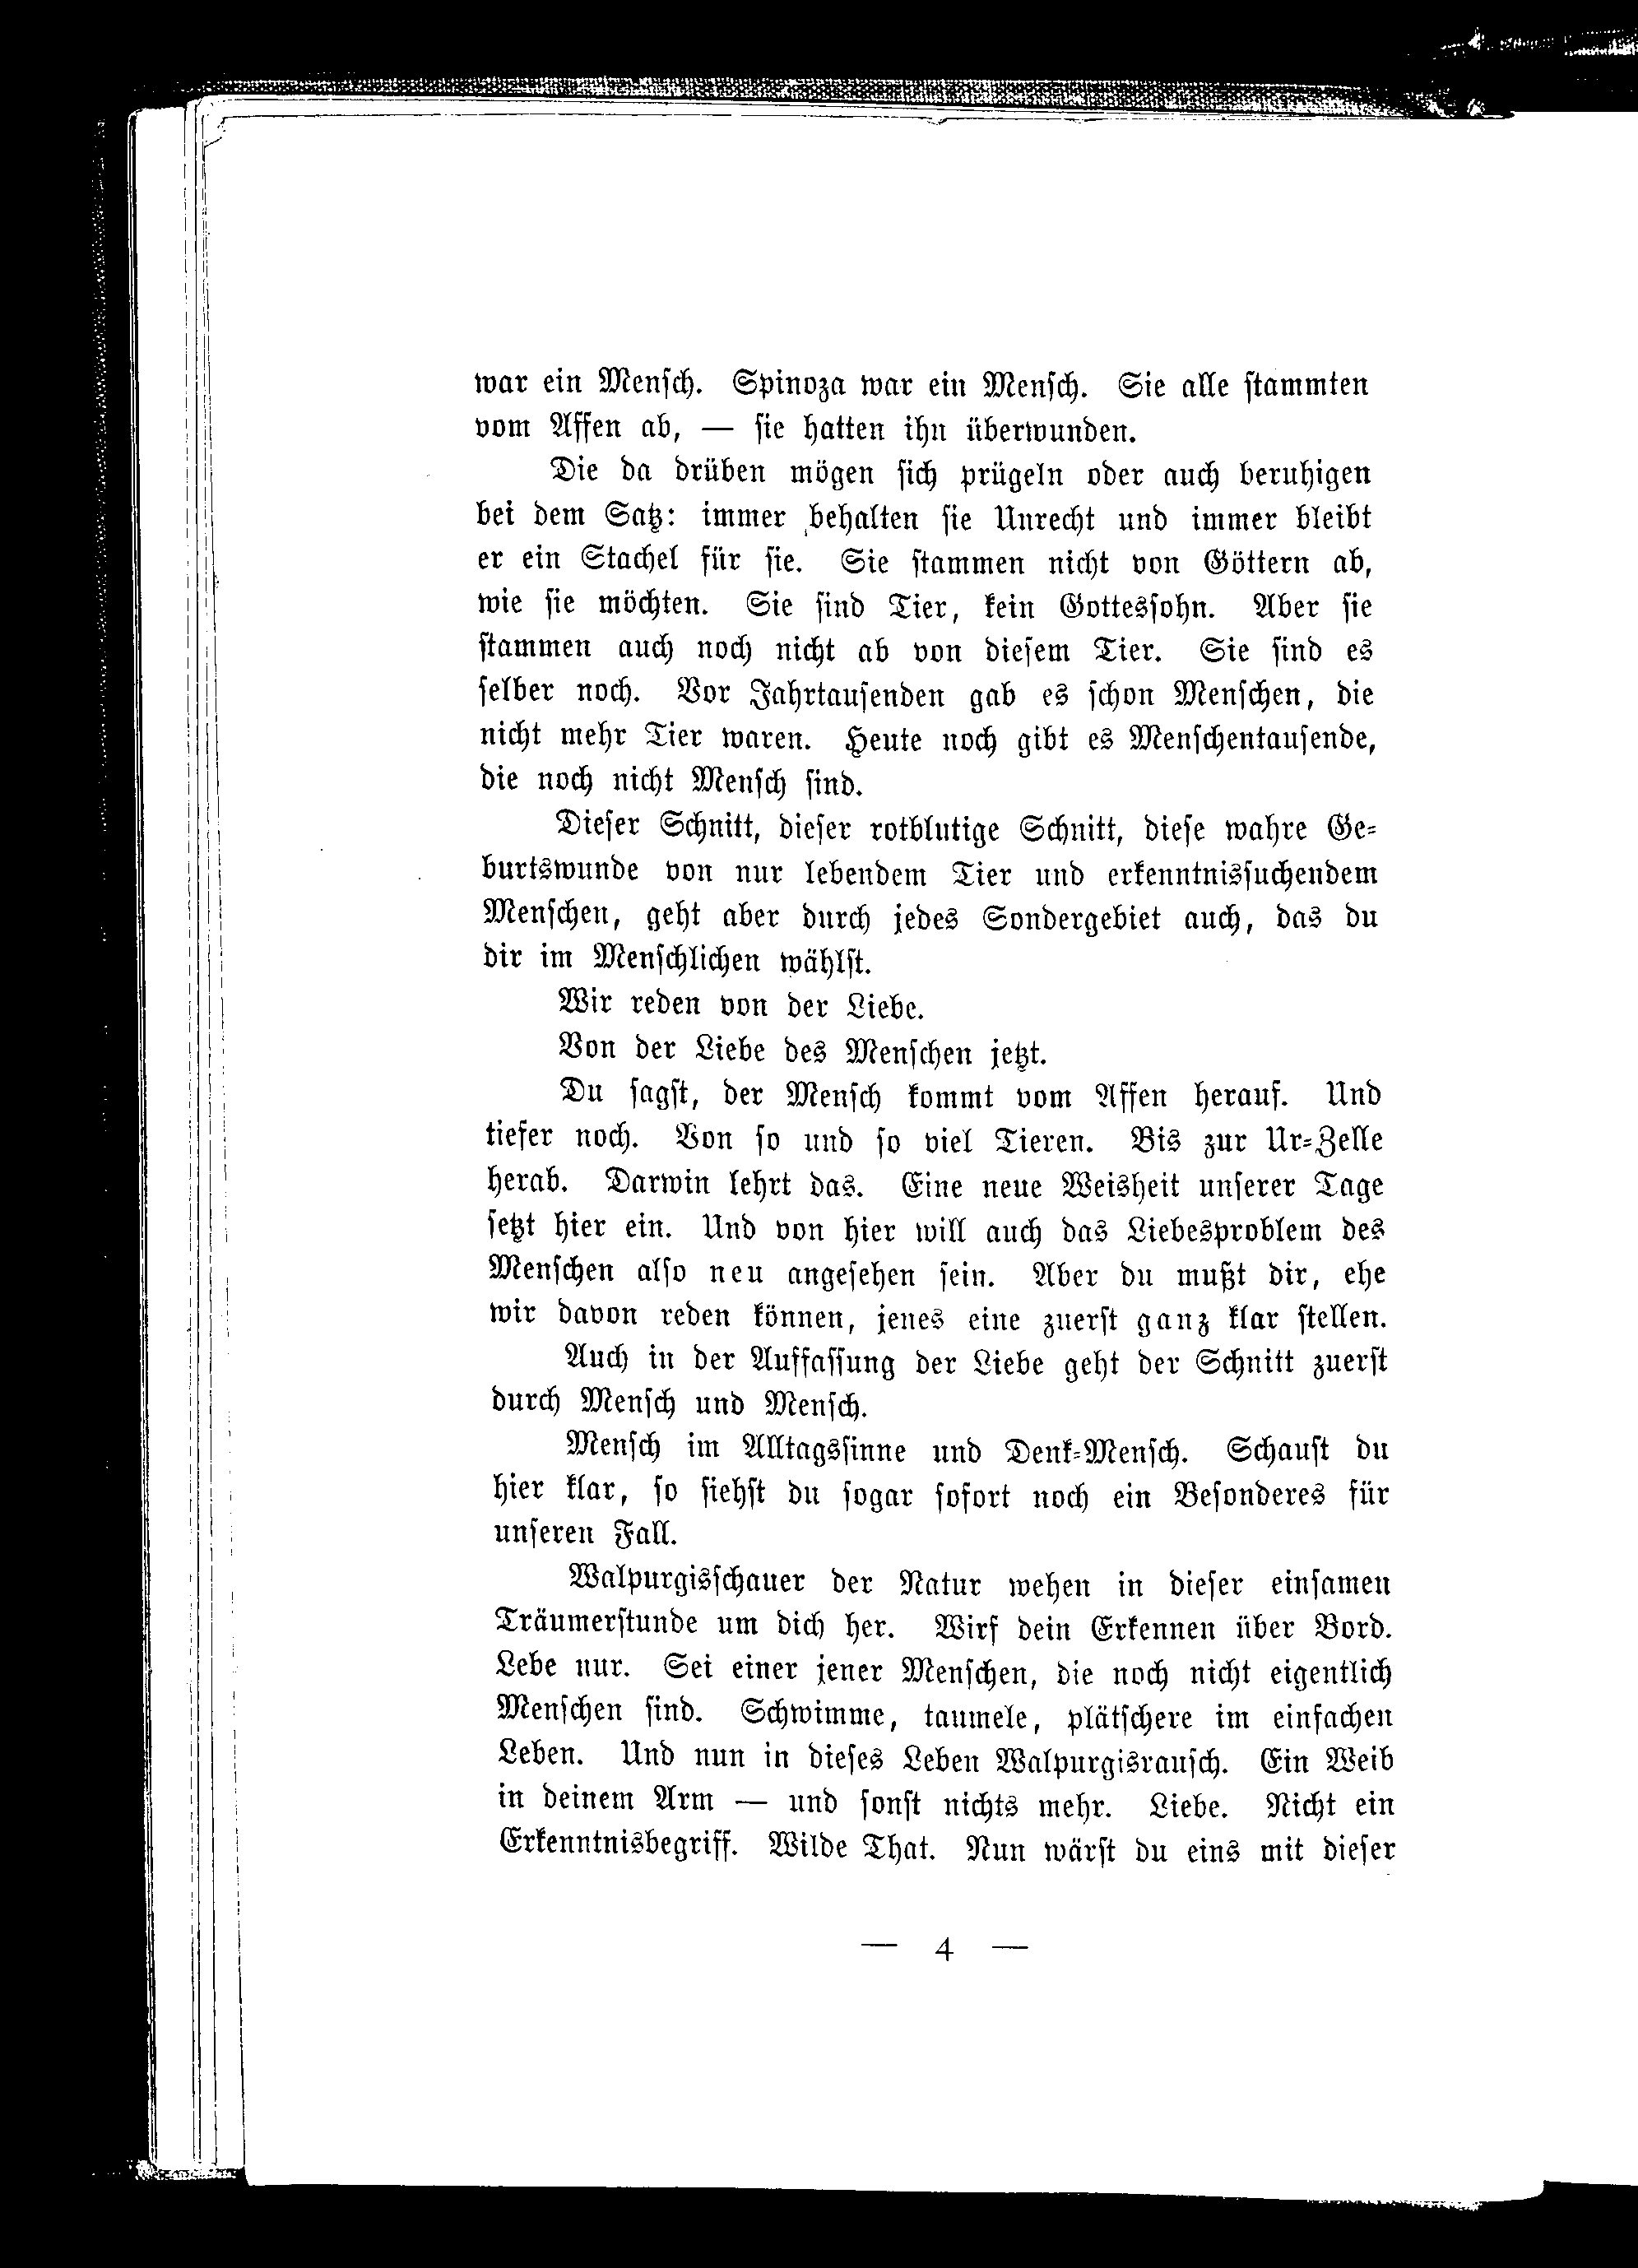 war ein Menſch. Spinoza war ein Menſch. Sie alle ſtammten
vom Affen ab, — ſie hatten ihn überwunden.
Die da drüben mögen ſich prügeln oder auch beruhigen
bei dem Satz: immer behalten ſie Unrecht und immer bleibt
er ein Stachel für ſie. Sie ſtammen nicht von Göttern ab,
wie ſie möchten. Sie ſind Tier, kein Gottesſohn. Aber ſie
ſtammen auch noch nicht ab von dieſem Tier. Sie ſind es
ſelber noch. Vor Jahrtauſenden gab es ſchon Menſchen, die
nicht mehr Tier waren. Heute noch gibt es Menſchentauſende,
die noch nicht Menſch ſind.
Dieſer Schnitt, dieſer rotblutige Schnitt, dieſe wahre Ge-
burtswunde von nur lebendem Tier und erkenntnisſuchendem
Menſchen, geht aber durch jedes Sondergebiet auch, das du
dir im Menſchlichen wählſt.
Wir reden von der Liebe.
Von der Liebe des Menſchen jetzt.
Du ſagſt, der Menſch kommt vom Affen herauf. Und
tiefer noch. Von ſo und ſo viel Tieren. Bis zur Ur-Zelle
herab. Darwin lehrt das. Eine neue Weisheit unſerer Tage
ſetzt hier ein. Und von hier will auch das Liebesproblem des
Menſchen alſo neu angeſehen ſein. Aber du mußt dir, ehe
wir davon reden können, jenes eine zuerſt ganz klar ſtellen.
Auch in der Auffaſſung der Liebe geht der Schnitt zuerſt
durch Menſch und Menſch.
Menſch im Alltagsſinne und Denk-Menſch. Schauſt du
hier klar, ſo ſiehſt du ſogar ſofort noch ein Beſonderes für
unſeren Fall.
Walpurgisſchauer der Natur wehen in dieſer einſamen
Träumerſtunde um dich her. Wirf dein Erkennen über Bord.
Lebe nur. Sei einer jener Menſchen, die noch nicht eigentlich
Menſchen ſind. Schwimme, taumele, plätſchere im einfachen
Leben. Und nun in dieſes Leben Walpurgisrauſch. Ein Weib
in deinem Arm — und ſonſt nichts mehr. Liebe. Nicht ein
Erkenntnisbegriff. Wilde That. Nun wärſt du eins mit dieſer
— 4 —